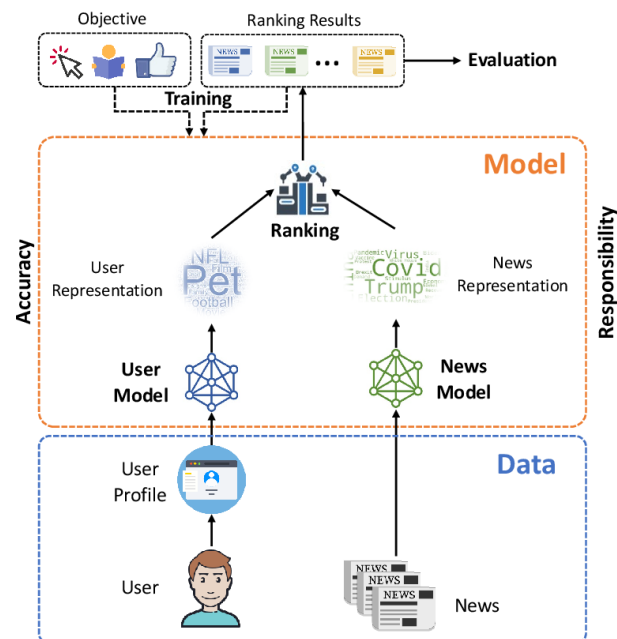 Objective
Ranking Results
NEWS
NEWS
NEWS
Evaluation
Training
Model
Ranking
Accuracy
Responsibility
User
Representation
NFL
Film
Pet
Football
Virus
Covid
Trump
Election
News
Representation
User
Model
News
Model
Data
User
Profile
User
NEWS
NEWS
NEWS
News